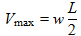 V_max = w L/2